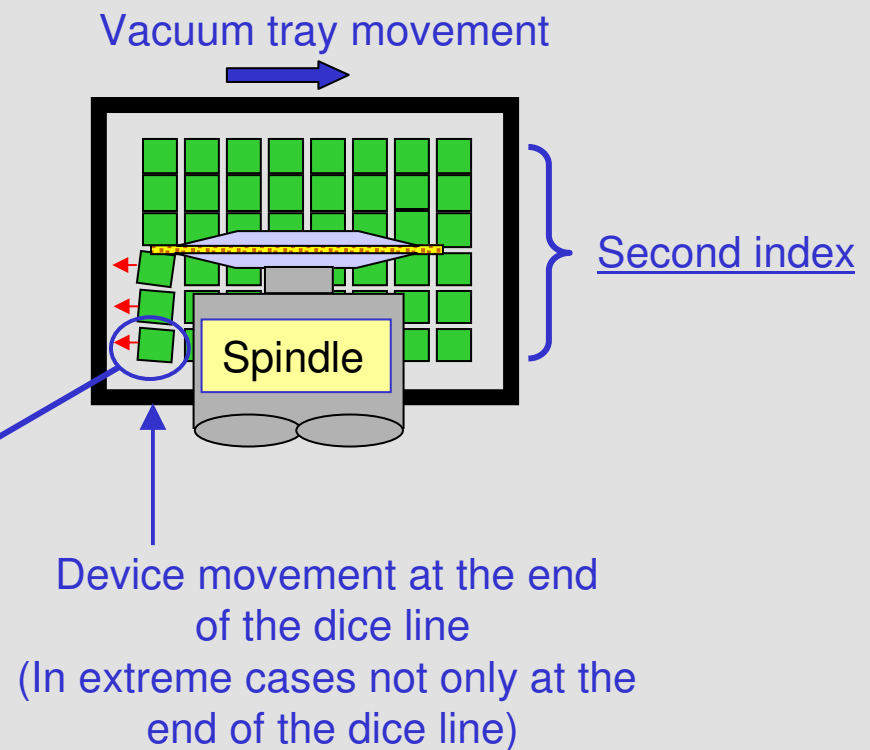 Vacuum tray movement
Second index
Spindle
Device movement at the end
of the dice line
(In extreme cases not only at the
end of the dice line)